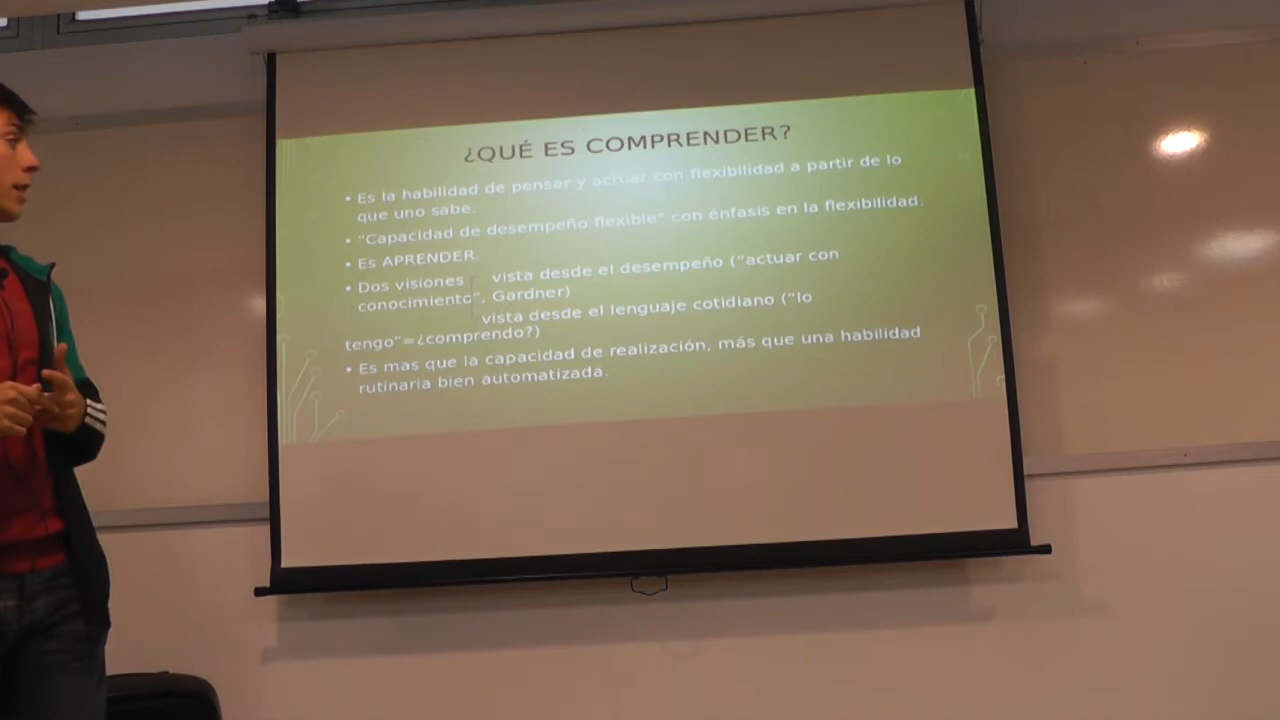 ¿QUÉ ES COMPRENDER?
• Es la habilidad de pensar y actuar con flexibilidad a partir de lo
que uno sabe.
• "Capacidad de desempeño flexible" con énfasis en la flexibilidad.
• Es APRENDER.
• Dos visiones vista desde el desempeño ("actuar con
conocimiento", Gardner)
vista desde el lenguaje cotidiano ("lo
tengo"=¿comprendo?)
• Es mas que la capacidad de realización, más que una habilidad
rutinaria bien automatizada.